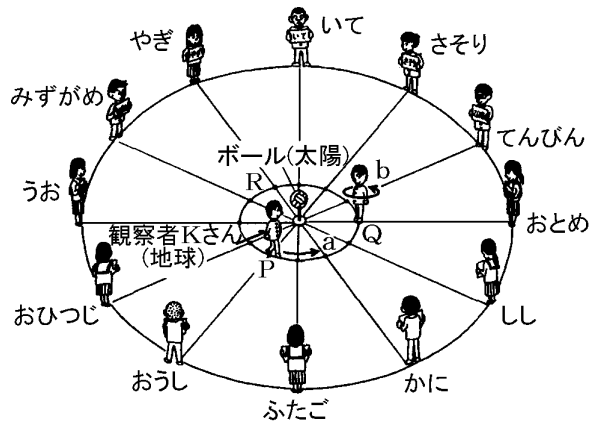 いて
やぎ
さそり
みずがめ
てんびん
ボール(太陽)
R
b
うお
おとめ
観察者Kさん
(地球)
Q
a
P
おひつじ
しし
おうし
かに
ふたご